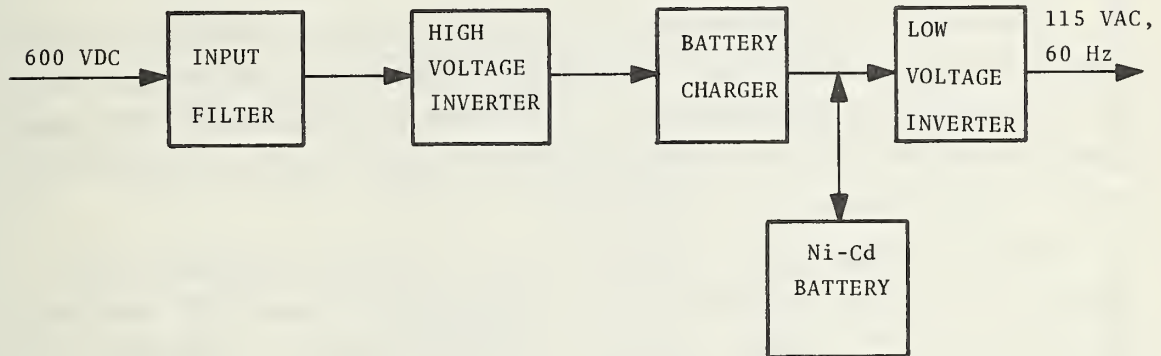 600 VDC
INPUT
FILTER
HIGH
VOLTAGE
INVERTER
BATTERY
CHARGER
LOW
VOLTAGE
INVERTER
115 VAC,
60 Hz
Ni-Cd
BATTERY